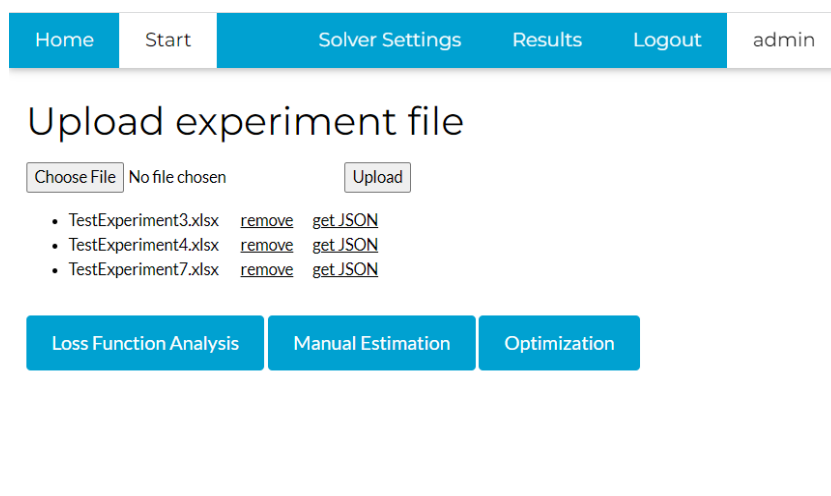 Home Start Solver Settings Results Logout admin
Upload experiment file
Choose File No file chosen Upload
TestExperiment3.xlsx remove get JSON
TestExperiment4.xlsx remove get JSON
TestExperiment7.xlsx remove get JSON
Loss Function Analysis Manual Estimation Optimization